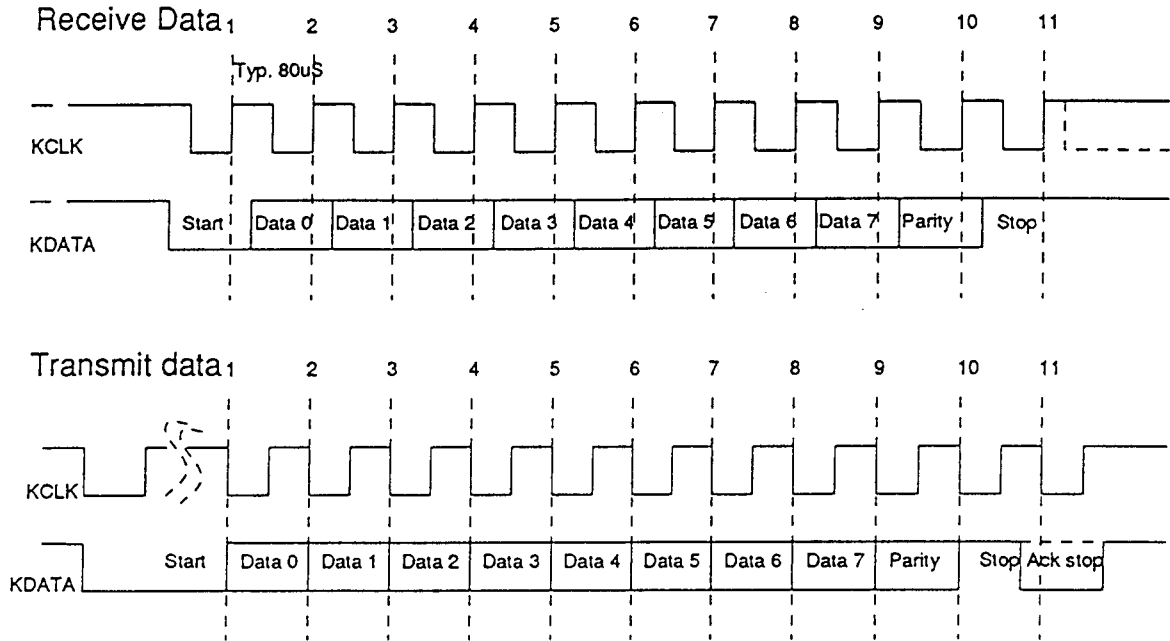 Receive Data 1 2 3 4 5 6 7 8 9 10 11
Typ. 80uS
KCLK
Start Data 0 Data 1 Data 2 Data 3 Data 4 Data 5 Data 6 Data 7 Parity Stop
KDATA
Transmit data 1 2 3 4 5 6 7 8 9 10 11
KCLK
Start Data 0 Data 1 Data 2 Data 3 Data 4 Data 5 Data 6 Data 7 Parity Stop Ack stop
KDATA